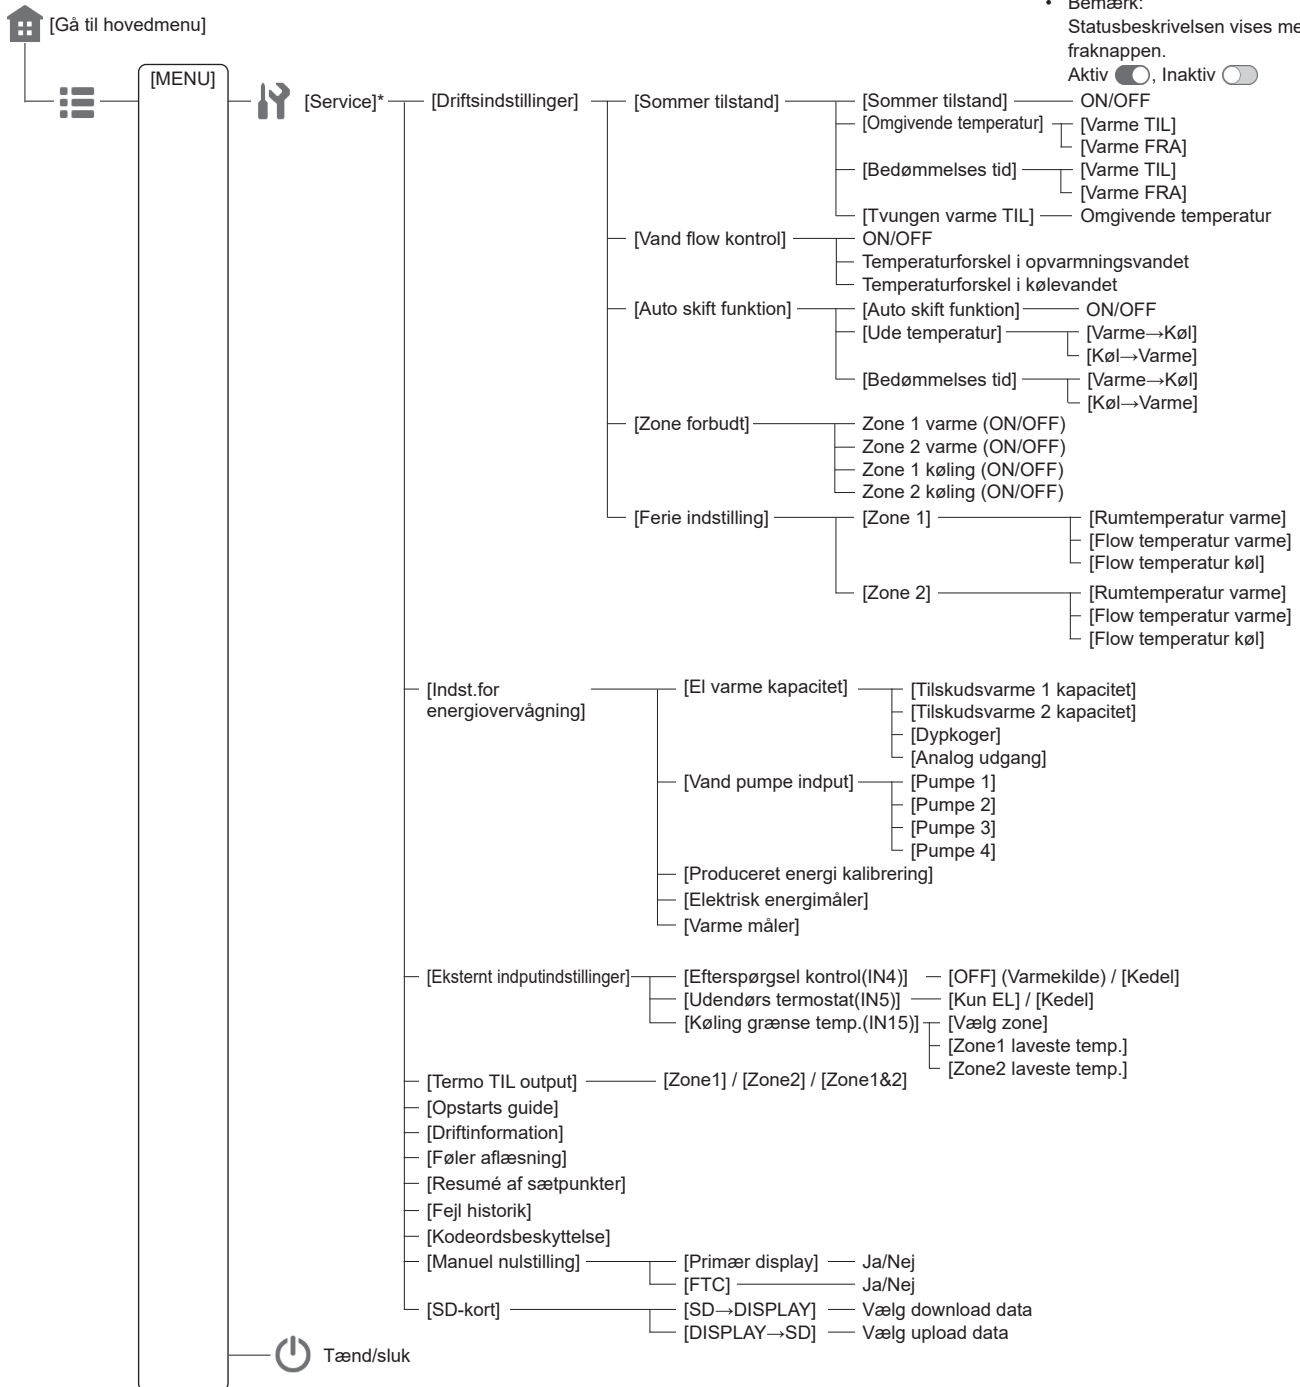 • Bemærk:
Statusbeskrivelsen vises
fraknappen.
Aktiv , Inaktiv
[Gå til hovedmenu]
[MENU]
[Service]*
[Driftsindstillinger]
[Sommer tilstand]
[Sommer tilstand]
ON/OFF
[Omgivende temperatur]
[Varme TIL]
[Varme FRA]
[Bedømmelses tid]
[Varme TIL]
[Varme FRA]
[Tvungen varme TIL]
Omgivende temperatur
[Vand flow kontrol]
ON/OFF
Temperaturforskel i opvarmningsvandet
Temperaturforskel i kølevandet
[Auto skift funktion]
[Auto skift funktion]
ON/OFF
[Ude temperatur]
[Varme→Køl]
[Køl→Varme]
[Bedømmelses tid]
[Varme→Køl]
[Køl→Varme]
[Zone forbudt]
Zone 1 varme (ON/OFF)
Zone 2 varme (ON/OFF)
Zone 1 køling (ON/OFF)
Zone 2 køling (ON/OFF)
[Ferie indstilling]
[Zone 1]
[Rumtemperatur varme]
[Flow temperatur varme]
[Flow temperatur køl]
[Zone 2]
[Rumtemperatur varme]
[Flow temperatur varme]
[Flow temperatur køl]
[Indst.for
energiovervågning]
[El varme kapacitet]
[Tilskudsvarme 1 kapacitet]
[Tilskudsvarme 2 kapacitet]
[Dypkoger]
[Analog udgang]
[Vand pumpe indput]
[Pumpe 1]
[Pumpe 2]
[Pumpe 3]
[Pumpe 4]
[Produceret energi kalibrering]
[Elektrisk energimåler]
[Varme måler]
[Eksternt indputindstillinger]
[Efterspørgsel kontrol(IN4)]
[OFF] (Varmekilde) / [Kedel]
[Udendørs termostat(IN5)]
[Kun EL] / [Kedel]
[Køling grænse temp.(IN15)]
[Vælg zone]
[Zone1 laveste temp.]
[Zone2 laveste temp.]
[Termo TIL output]
[Zone1] / [Zone2] / [Zone1&2]
[Opstarts guide]
[Driftinformation]
[Føler aflæsning]
[Resumé af sætpunkter]
[Fejl historik]
[Kodeordsbeskyttelse]
[Manuel nulstilling]
[Primær display]
Ja/Nej
[FTC]
Ja/Nej
[SD-kort]
[SD→DISPLAY]
Vælg download data
[DISPLAY→SD]
Vælg upload data
Tænd/sluk